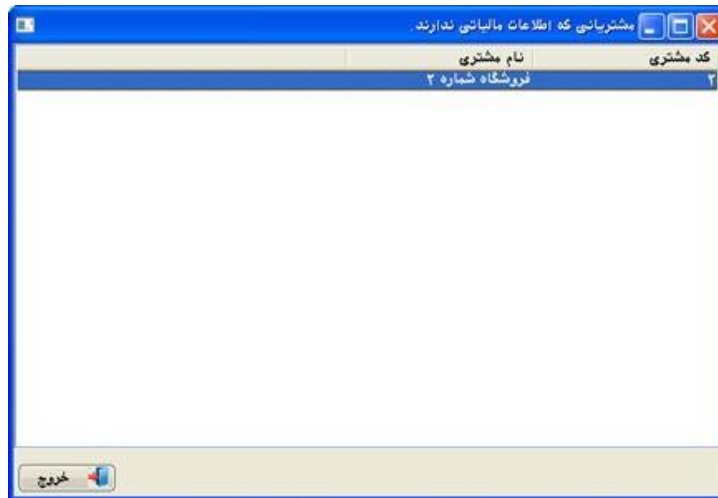 مشتریانی که اطلاعات مالیاتی ندارند.
کد مشتری نام مشتری
۲ فروشگاه شماره ۲
خروج